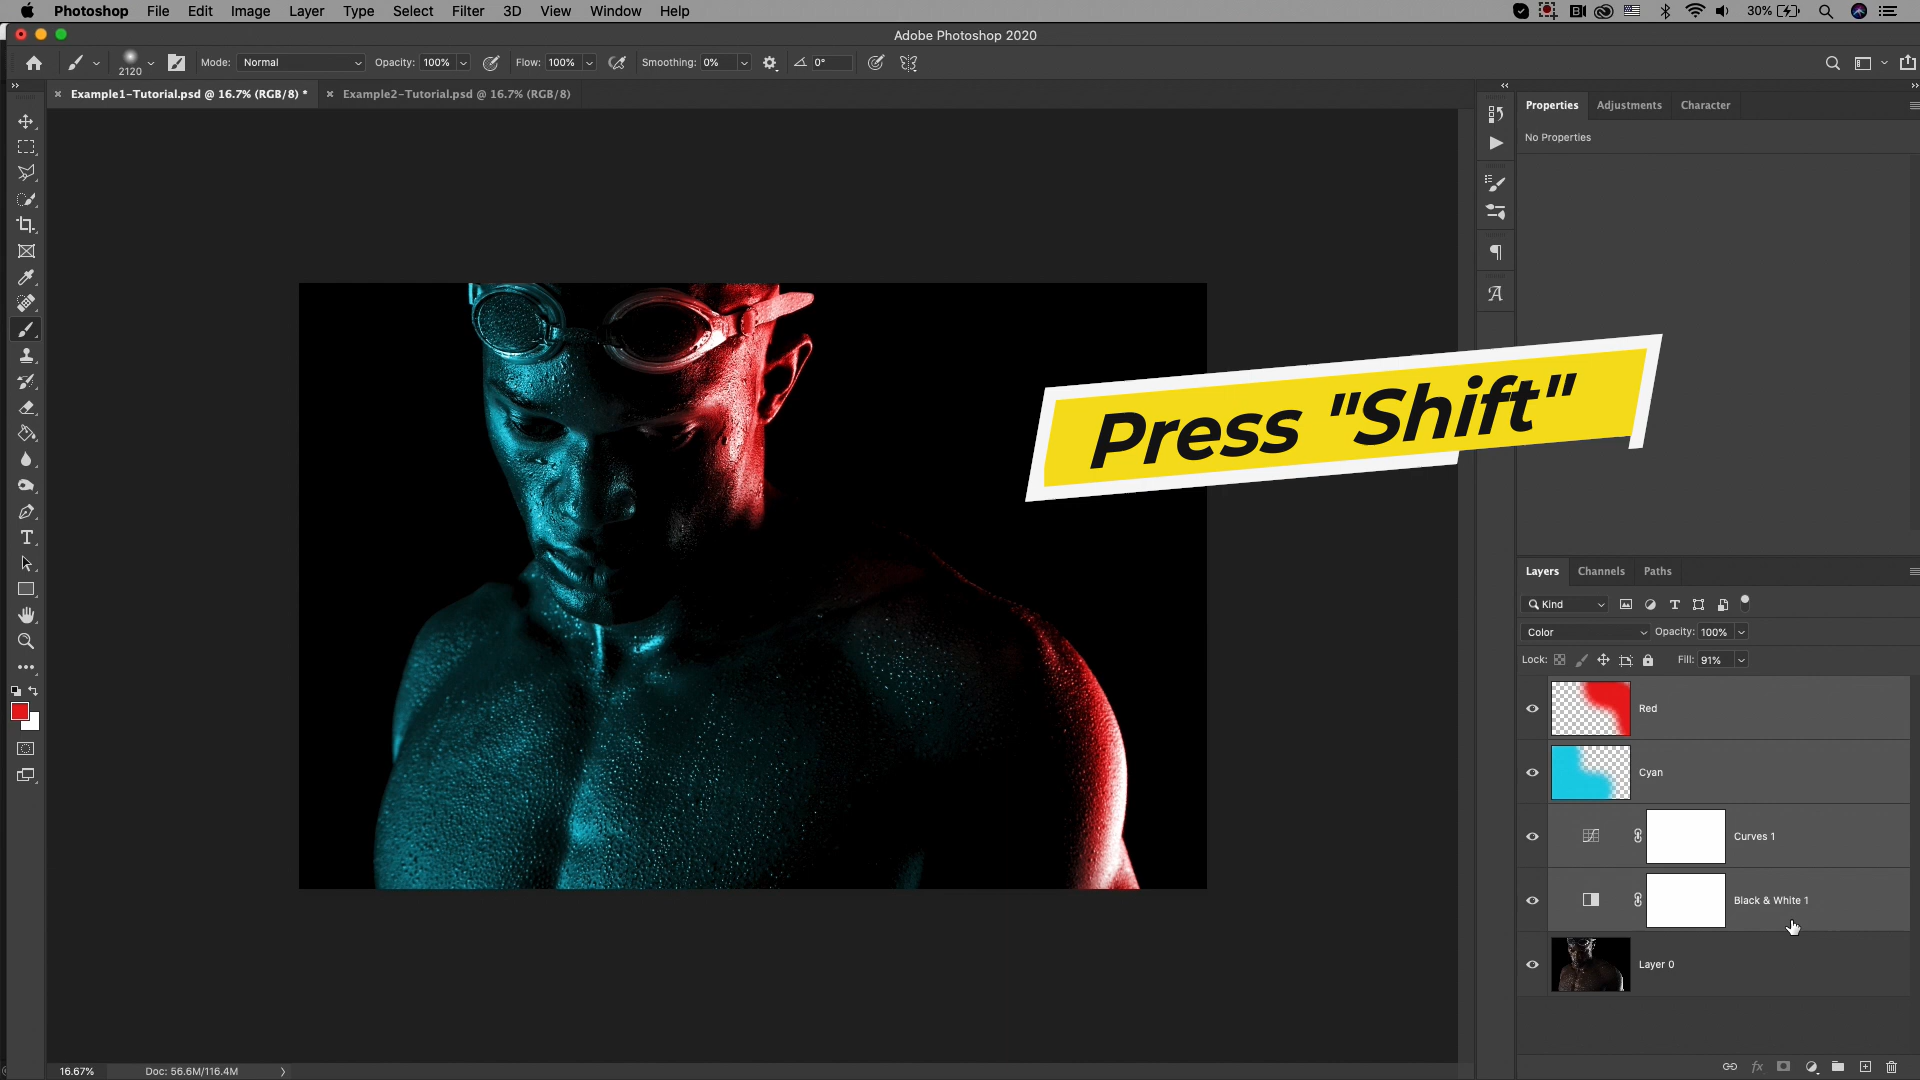 Photoshop File Edit Image Layer Type Select Filter 3D View Window Help 30%
Adobe Photoshop 2020
2120 Mode: Normal Opacity: 100% Flow: 100% Smoothing: 0% 0°
Example1-Tutorial.psd @ 16.7% (RGB/8) * Example2-Tutorial.psd @ 16.7% (RGB/8)
Properties Adjustments Character
No Properties
Press "Shift"
Layers Channels Paths
Kind
Color Opacity: 100%
Lock: Fill: 91%
Red
Cyan
Curves 1
Black & White 1
Layer 0
16.67% Doc: 56.6M/116.4M